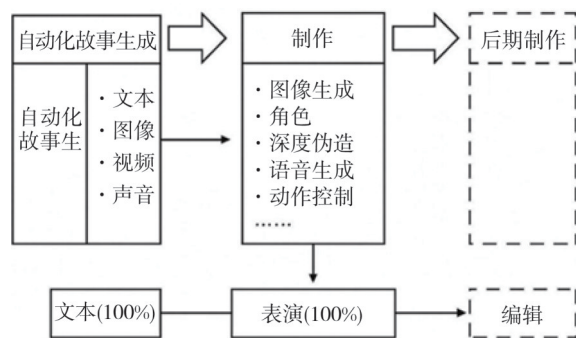 自动化故事生成
制作
后期制作
自动化
故事生
·文本
·图像
·视频
·声音
·图像生成
·角色
·深度伪造
·语音生成
·动作控制
……
文本(100%)
表演(100%)
编辑